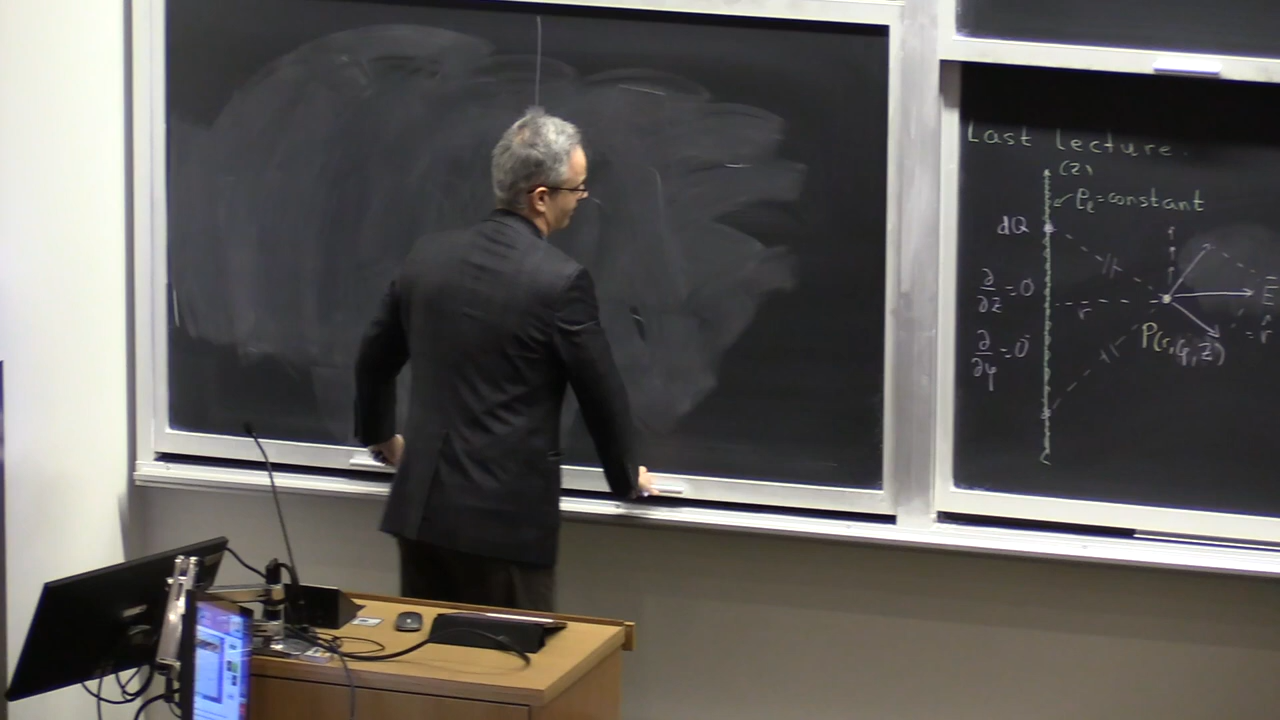 Last lecture.
(z)
ρℓ = constant
dQ
∂/∂z = 0
r
E
P(r, φ, z)
= r̂
∂/∂φ = 0